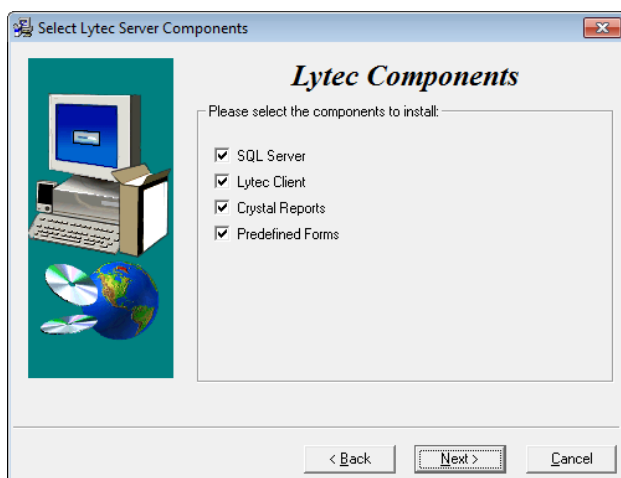 Select Lytec Server Components
Lytec Components
Please select the components to install:
SQL Server
Lytec Client
Crystal Reports
Predefined Forms
< Back
Next >
Cancel